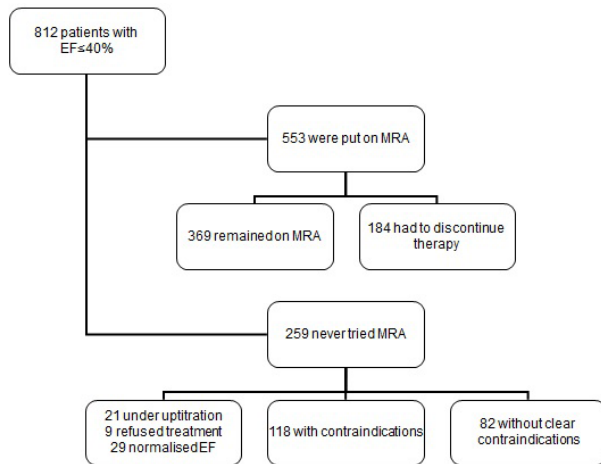 812 patients with
EF≤40%
553 were put on MRA
369 remained on MRA
184 had to discontinue
therapy
259 never tried MRA
21 under uptitration
9 refused treatment
29 normalised EF
118 with contraindications
82 without clear
contraindications